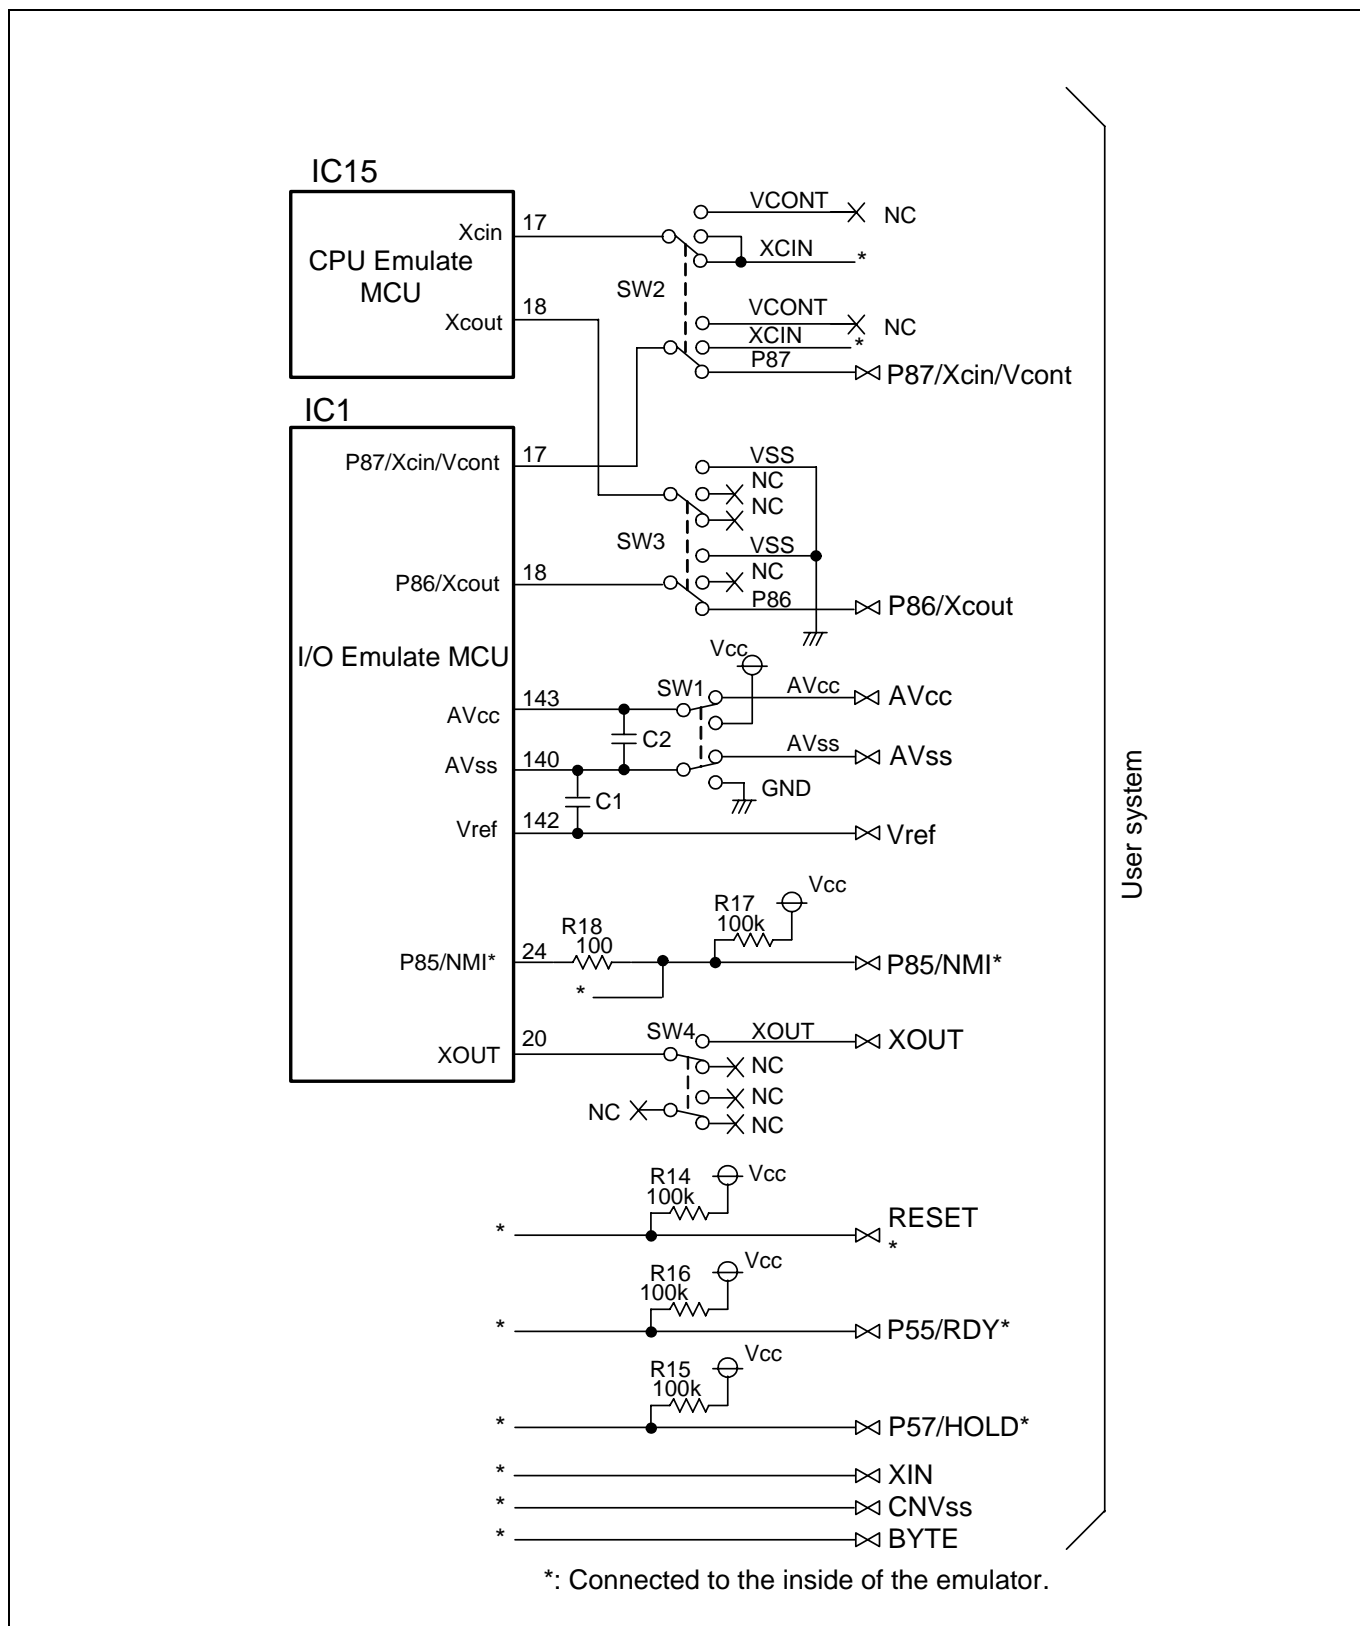 IC15
CPU Emulate
MCU
Xcin
17
Xcout
18
SW2
VCONT
NC
XCIN
*
VCONT
NC
XCIN
*
P87
P87/Xcin/Vcont
IC1
I/O Emulate MCU
P87/Xcin/Vcont
17
VSS
NC
NC
SW3
VSS
NC
P86/Xcout
18
P86
P86/Xcout
Vcc
SW1
AVcc
143
AVcc
AVcc
C2
AVss
140
AVss
AVss
GND
C1
Vref
142
Vref
Vcc
R17
100k
R18
100
P85/NMI*
24
P85/NMI*
*
SW4
XOUT
20
XOUT
XOUT
NC
NC
NC
NC
R14
100k
Vcc
*
RESET
*
R16
100k
Vcc
*
P55/RDY*
R15
100k
Vcc
*
P57/HOLD*
*
XIN
*
CNVss
*
BYTE
User system
*: Connected to the inside of the emulator.